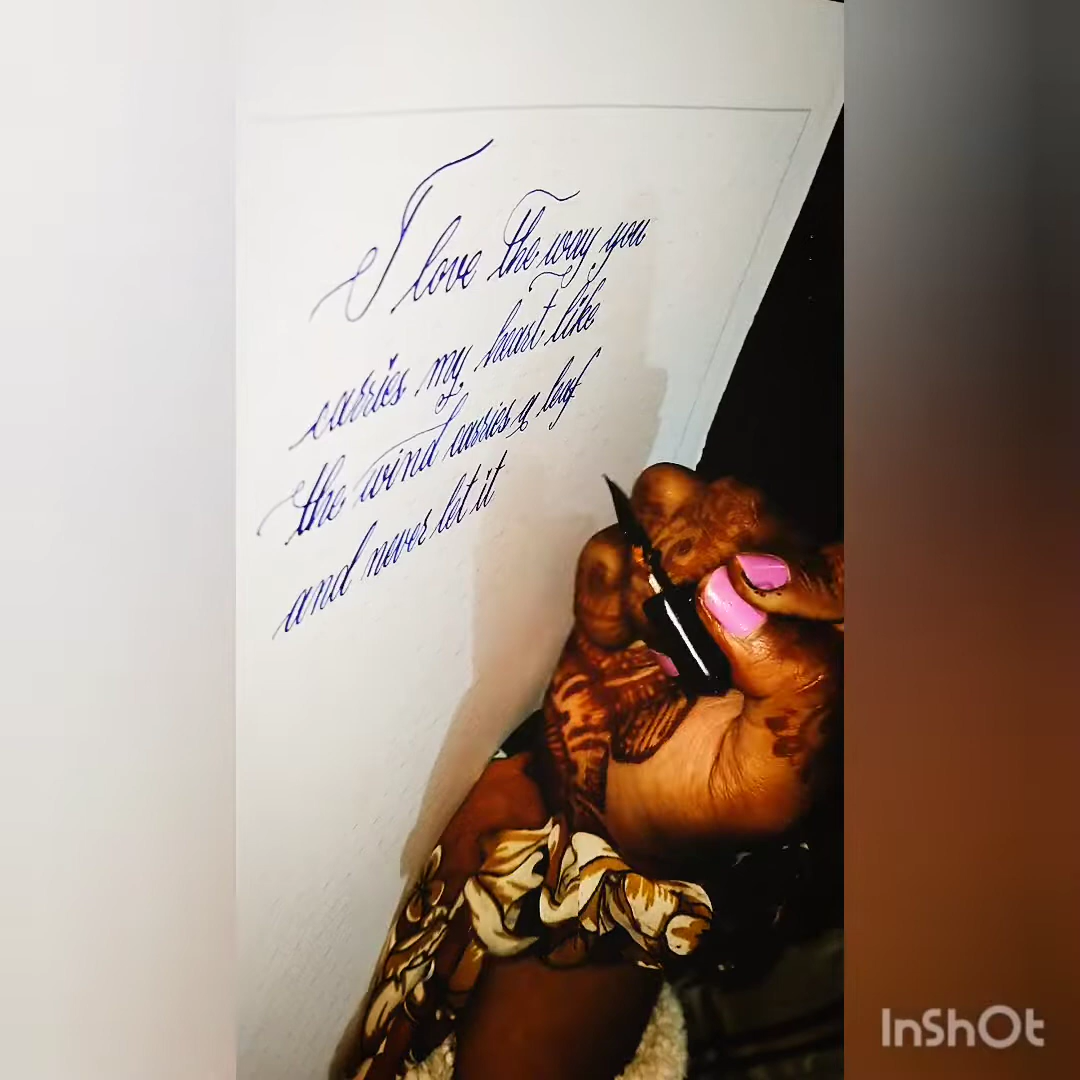 I love the way you
carries my heart like
the wind carries a leaf
and never let it
InShOt